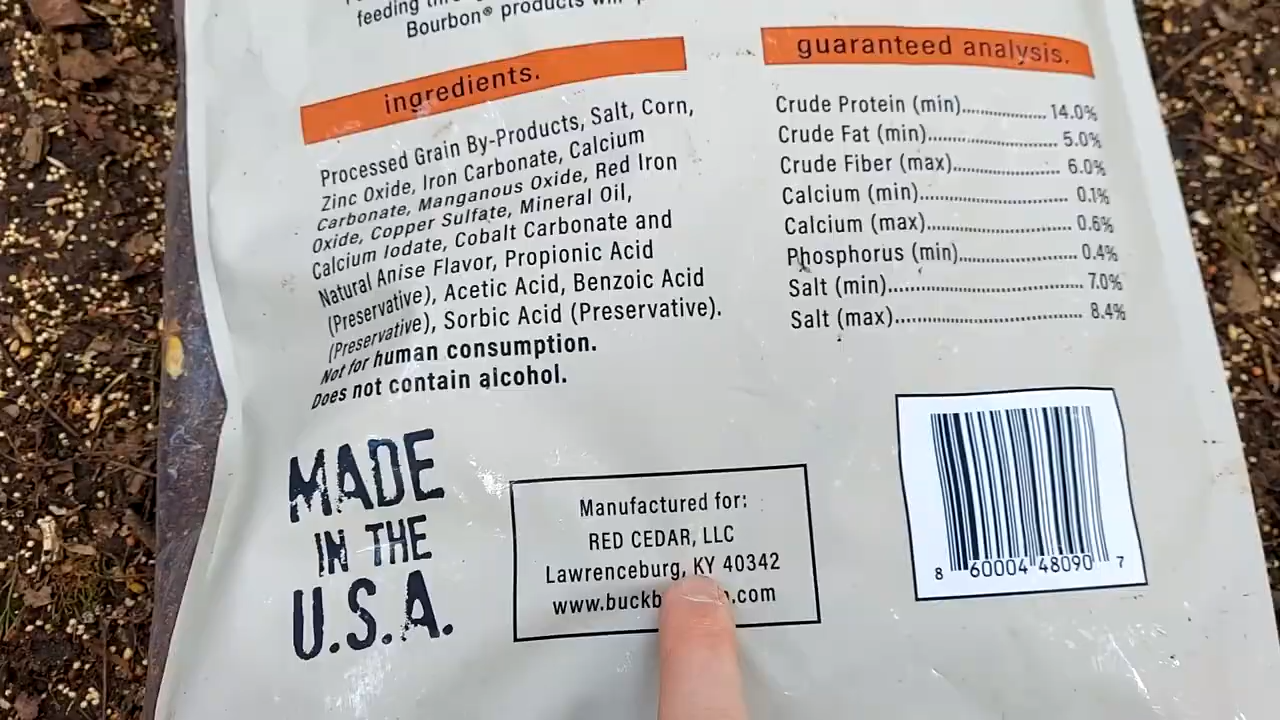 feeding
Bourbon® products
ingredients.
Processed Grain By-Products, Salt, Corn,
Zinc Oxide, Iron Carbonate, Calcium
Carbonate, Manganous Oxide, Red Iron
Oxide, Copper Sulfate, Mineral Oil,
Calcium Iodate, Cobalt Carbonate and
Natural Anise Flavor, Propionic Acid
(Preservative), Acetic Acid, Benzoic Acid
(Preservative), Sorbic Acid (Preservative).
Not for human consumption.
Does not contain alcohol.
guaranteed analysis.
Crude Protein (min)..................... 14.0%
Crude Fat (min)............................... 5.0%
Crude Fiber (max).......................... 6.0%
Calcium (min)................................... 0.1%
Calcium (max).................................. 0.6%
Phosphorus (min)........................... 0.4%
Salt (min)........................................... 7.0%
Salt (max).......................................... 8.4%
MADE
IN THE
U.S.A.
Manufactured for:
RED CEDAR, LLC
Lawrenceburg, KY 40342
www.buckb .com
8 60004 48090 7